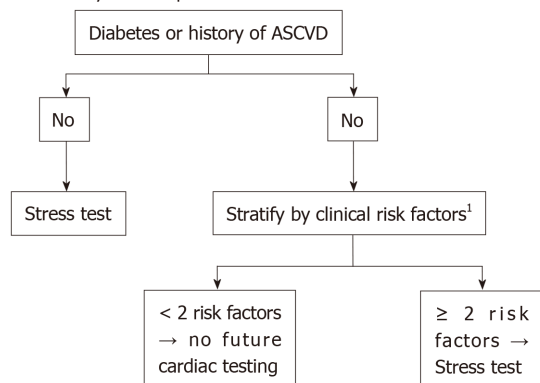 Diabetes or history of ASCVD
No
No
Stress test
Stratify by clinical risk factors¹
< 2 risk factors
→ no future
cardiac testing
≥ 2 risk
factors →
Stress test